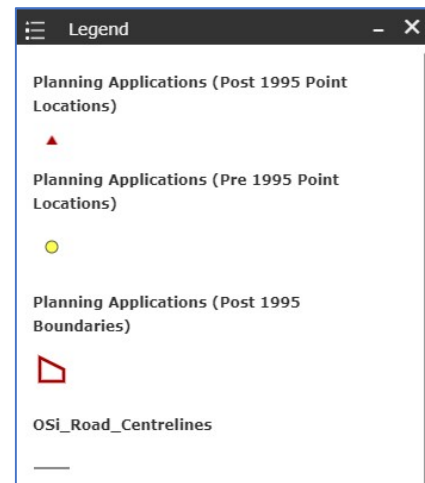 Legend
Planning Applications (Post 1995 Point
Locations)
Planning Applications (Pre 1995 Point
Locations)
Planning Applications (Post 1995
Boundaries)
OSi_Road_Centrelines